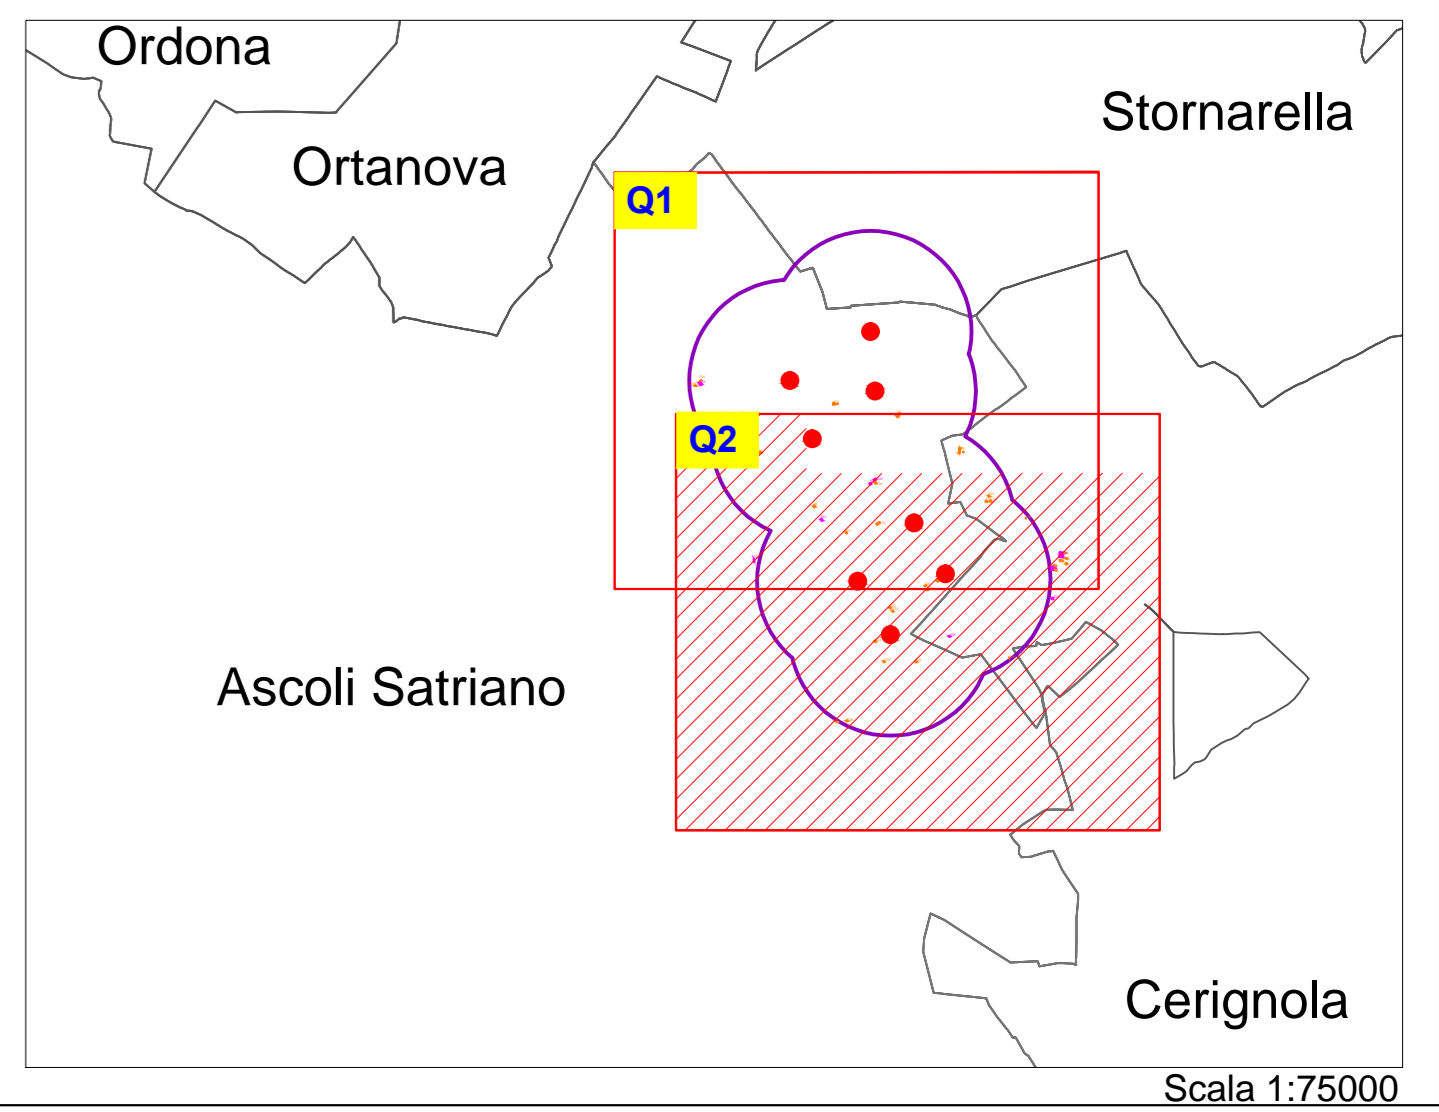 Ordona
Stornarella
Ortanova
Q1
Q2
Ascoli Satriano
Cerignola
Scala 1:75000